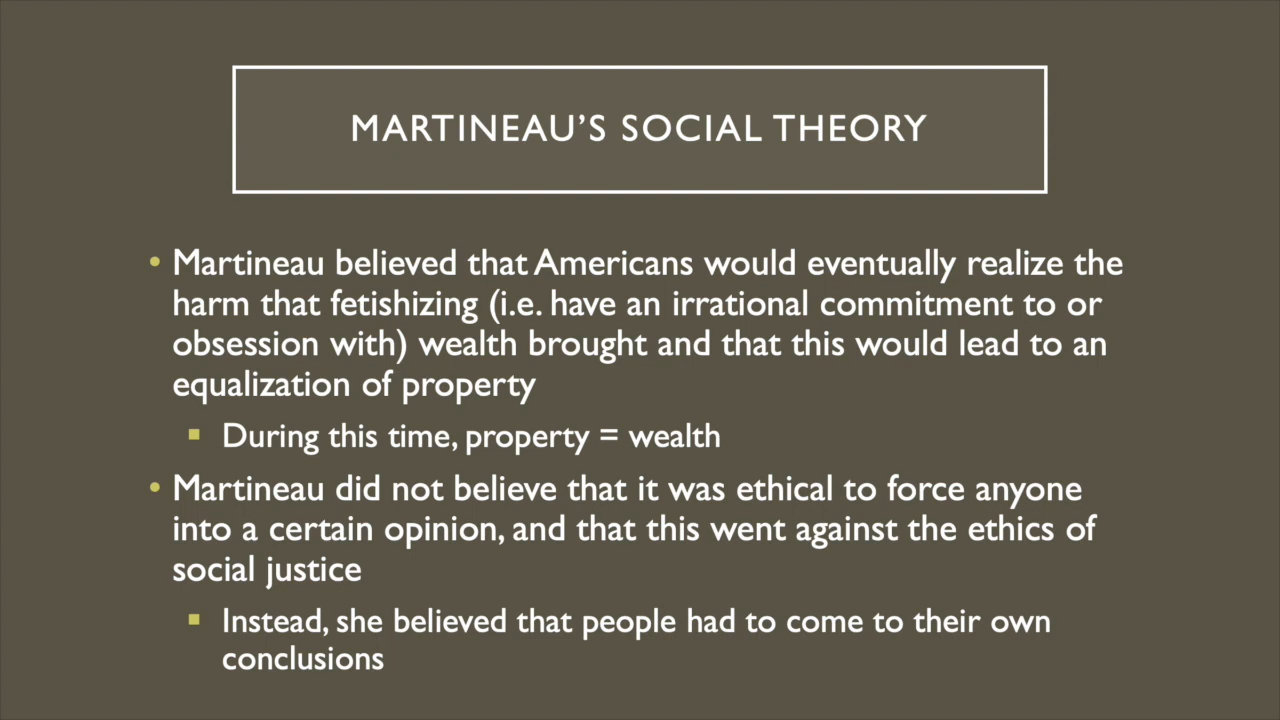 MARTINEAU'S SOCIAL THEORY
• Martineau believed that Americans would eventually realize the
harm that fetishizing (i.e. have an irrational commitment to or
obsession with) wealth brought and that this would lead to an
equalization of property
▪ During this time, property = wealth
• Martineau did not believe that it was ethical to force anyone
into a certain opinion, and that this went against the ethics of
social justice
▪ Instead, she believed that people had to come to their own
conclusions